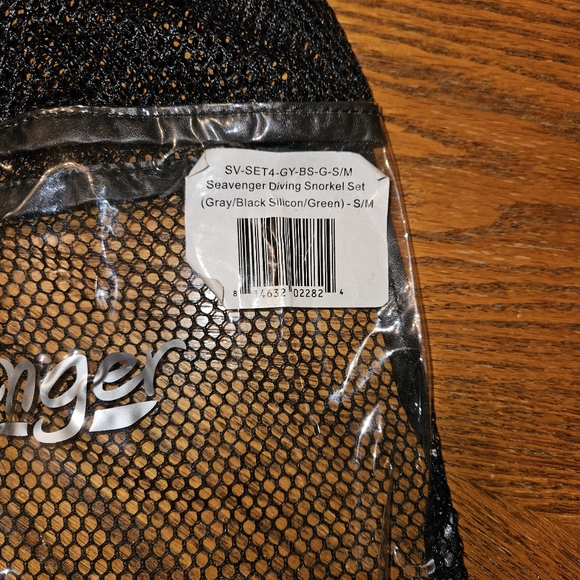 SV-SET4-GY-BS-G-S/M
Seavenger Diving Snorkel Set
(Gray/Black Silicon/Green) - S/M
8 14632 02282 4
nger